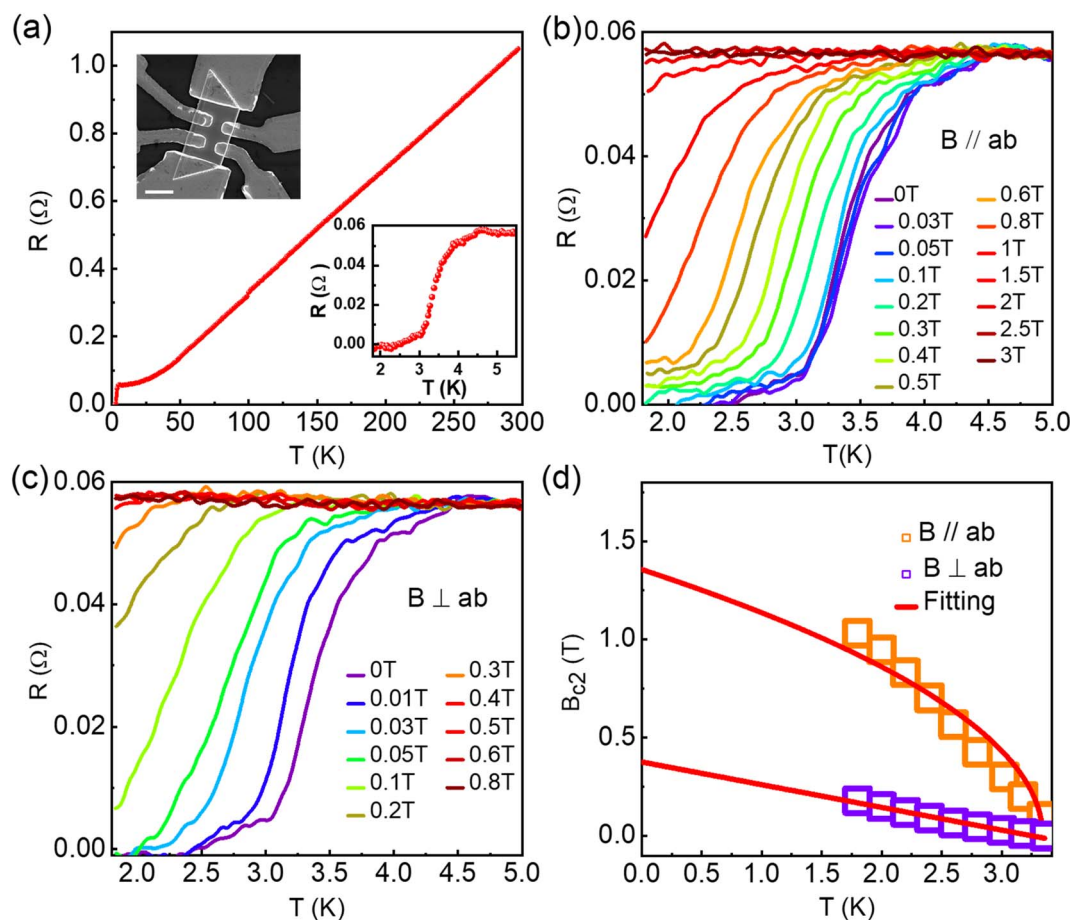 (a)
1.0
0.8
0.6
0.4
0.2
0
R (Ω)
0 50 100 150 200 250 300
T (K)
0.06
0.04
0.02
0.00
R (Ω)
2 3 4 5
T (K)
(b)
0.06
0.04
0.02
0.00
R (Ω)
B // ab
0T
0.03T
0.05T
0.1T
0.2T
0.3T
0.4T
0.5T
0.6T
0.8T
1T
1.5T
2T
2.5T
3T
2.0 2.5 3.0 3.5 4.0 4.5 5.0
T(K)
(c)
0.06
0.04
0.02
0.00
R (Ω)
B ⊥ ab
0T
0.01T
0.03T
0.05T
0.1T
0.2T
0.3T
0.4T
0.5T
0.6T
0.8T
2.0 2.5 3.0 3.5 4.0 4.5 5.0
T (K)
(d)
1.5
1.0
0.5
0.0
Bc2 (T)
B // ab
B ⊥ ab
Fitting
0.0 0.5 1.0 1.5 2.0 2.5 3.0
T (K)